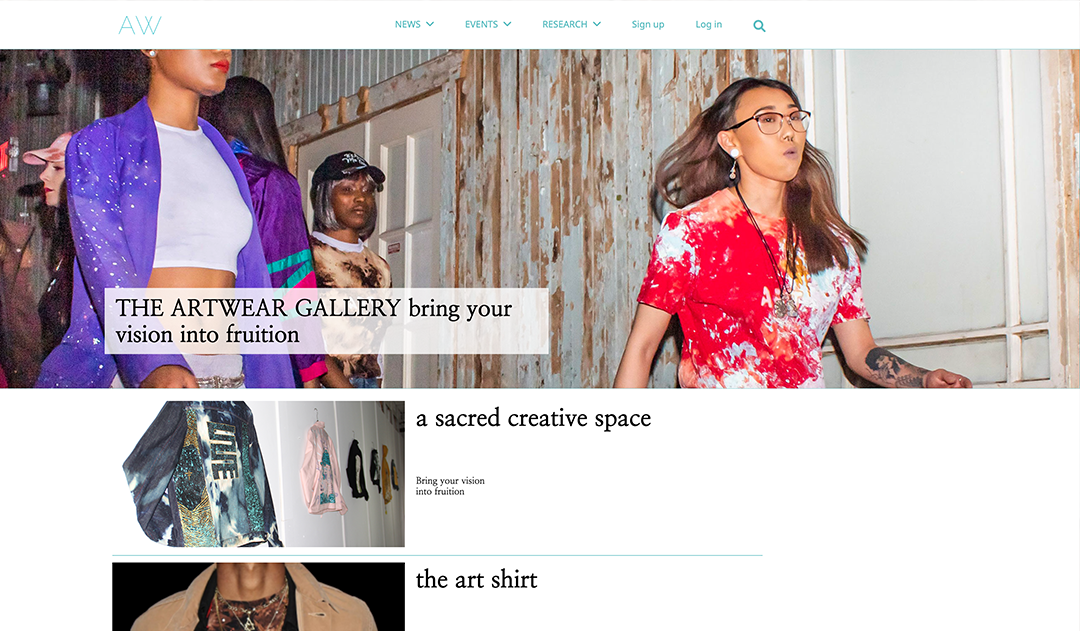 AW
NEWS
EVENTS
RESEARCH
Sign up
Log in
THE ARTWEAR GALLERY bring your
vision into fruition
a sacred creative space
Bring your vision
into fruition
the art shirt